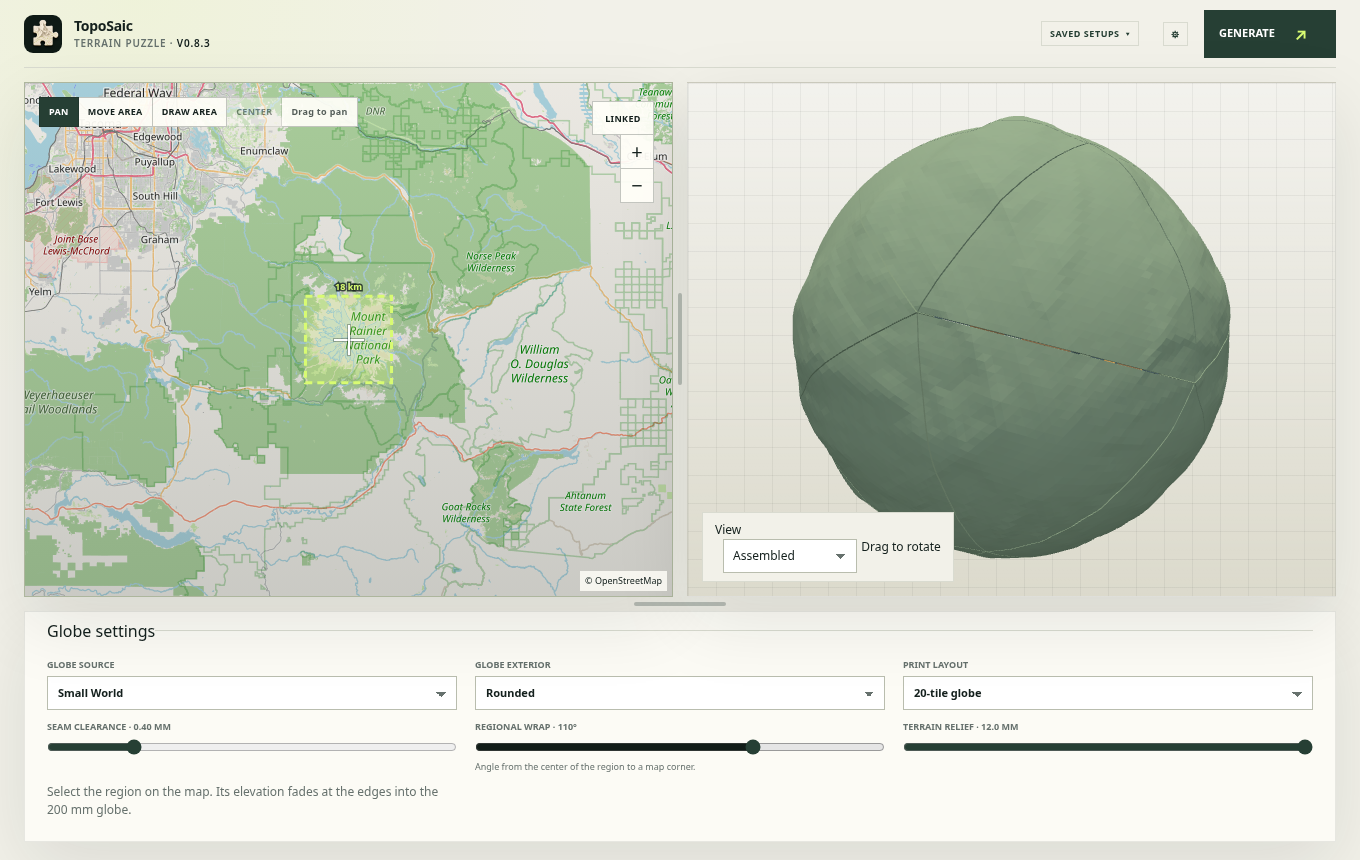 TopoSaic
TERRAIN PUZZLE · V0.8.3
SAVED SETUPS
GENERATE
Federal Way
PAN
MOVE AREA
DRAW AREA
CENTER
Drag to pan
DNR
LINKED
+
−
Edgewood
Puyallup
Enumclaw
Lakewood
South Hill
Fort Lewis
Joint Base
Lewis-McChord
Graham
Yelm
Norse Peak
Wilderness
18 km
Mount
Rainier
National
Park
William
O. Douglas
Wilderness
Goat Rocks
Wilderness
Ahtanum
State Forest
© OpenStreetMap
View
Assembled
Drag to rotate
Globe settings
GLOBE SOURCE
Small World
GLOBE EXTERIOR
Rounded
PRINT LAYOUT
20-tile globe
SEAM CLEARANCE · 0.40 MM
REGIONAL WRAP · 110°
TERRAIN RELIEF · 12.0 MM
Angle from the center of the region to a map corner.
Select the region on the map. Its elevation fades at the edges into the
200 mm globe.